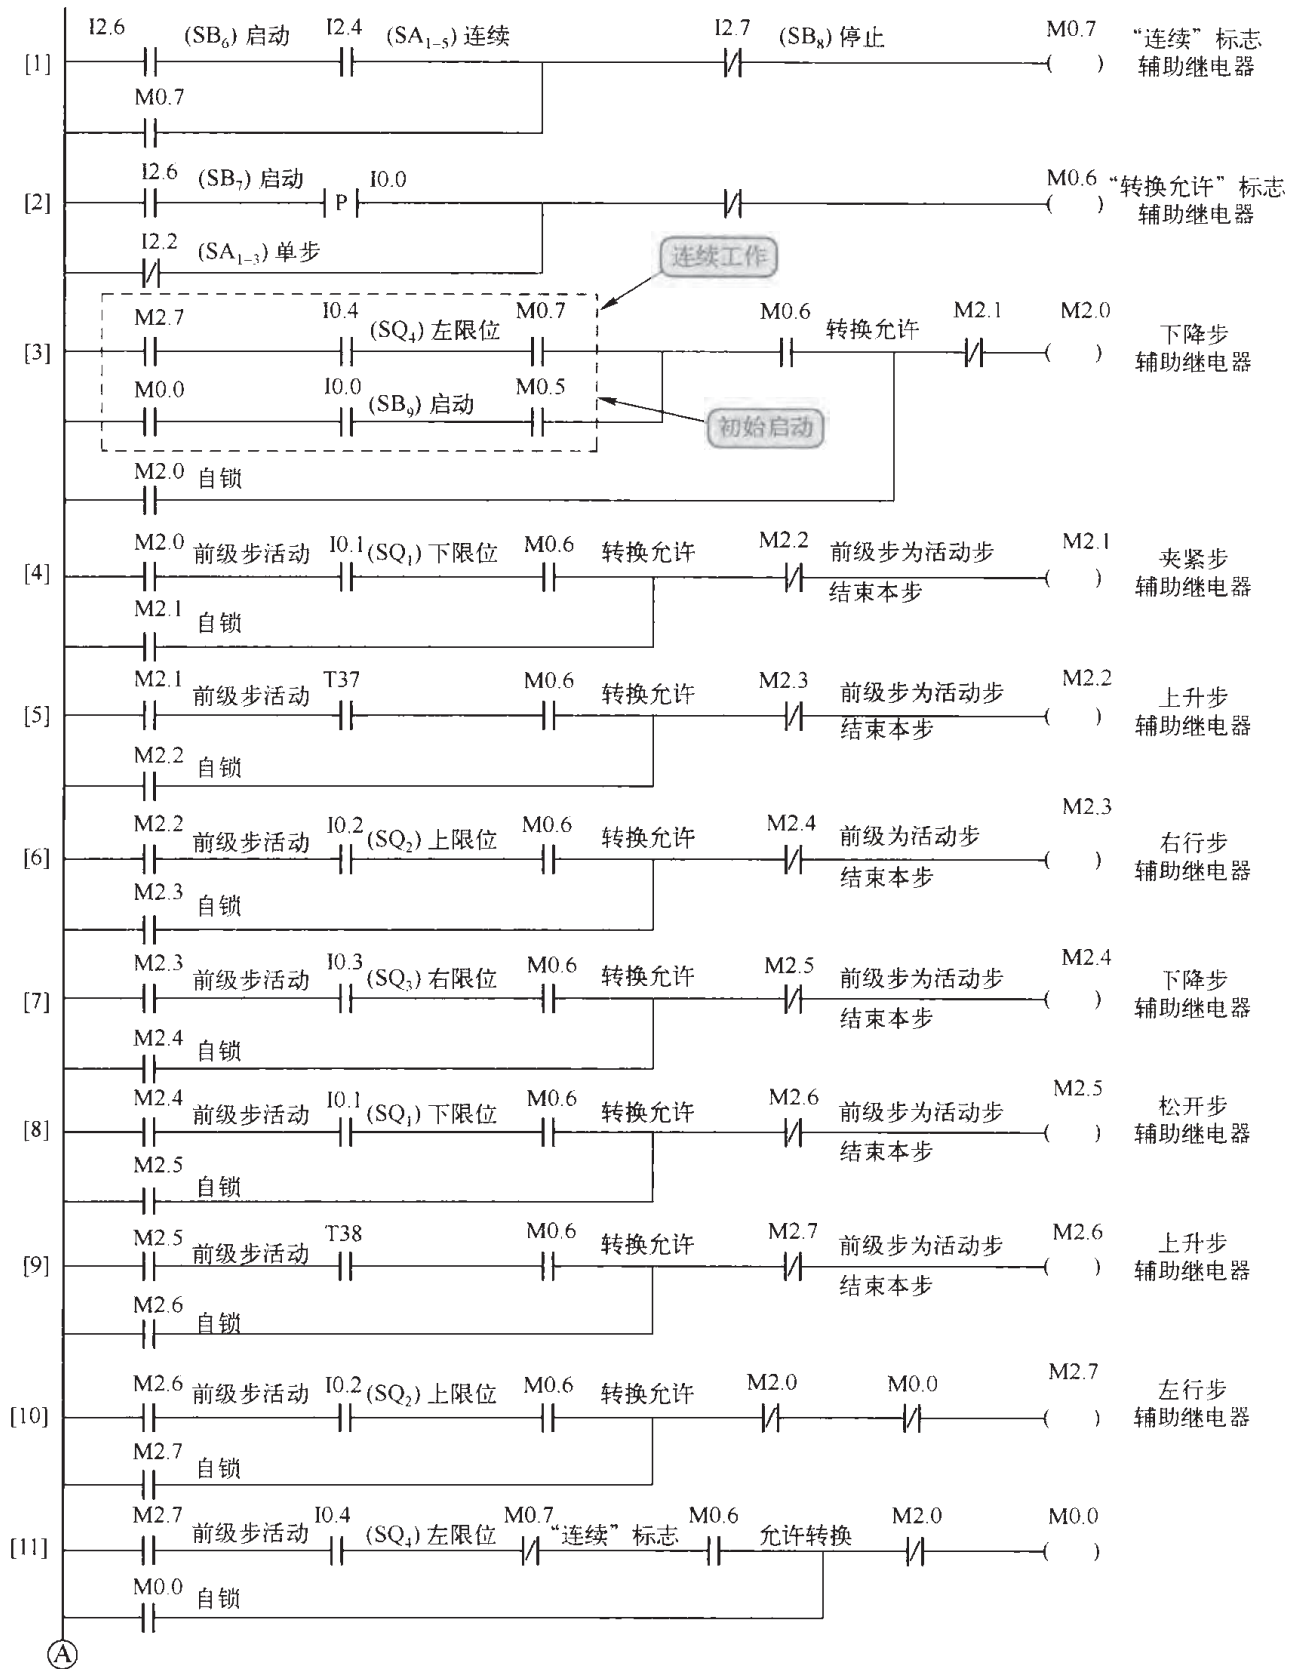 I2.6 (SB6) 启动 I2.4 (SA1-5) 连续 I2.7 (SB8) 停止 M0.7 “连续”标志
[1] 辅助继电器
M0.7
I2.6 (SB7) 启动 P I0.0 M0.6 “转换允许”标志
[2] 辅助继电器
I2.2 (SA1-3) 单步
连续工作
M2.7 I0.4 (SQ4) 左限位 M0.7 M0.6 转换允许 M2.1 M2.0 下降步
[3] 辅助继电器
M0.0 I0.0 (SB9) 启动 M0.5
初始启动
M2.0 自锁
M2.0 前级步活动 I0.1 (SQ1) 下限位 M0.6 转换允许 M2.2 前级步为活动步 M2.1 夹紧步
[4] 结束本步 辅助继电器
M2.1 自锁
M2.1 前级步活动 T37 M0.6 转换允许 M2.3 前级步为活动步 M2.2 上升步
[5] 结束本步 辅助继电器
M2.2 自锁
M2.2 前级步活动 I0.2 (SQ2) 上限位 M0.6 转换允许 M2.4 前级为活动步 M2.3 右行步
[6] 结束本步 辅助继电器
M2.3 自锁
M2.3 前级步活动 I0.3 (SQ3) 右限位 M0.6 转换允许 M2.5 前级步为活动步 M2.4 下降步
[7] 结束本步 辅助继电器
M2.4 自锁
M2.4 前级步活动 I0.1 (SQ1) 下限位 M0.6 转换允许 M2.6 前级步为活动步 M2.5 松开步
[8] 结束本步 辅助继电器
M2.5 自锁
M2.5 前级步活动 T38 M0.6 转换允许 M2.7 前级步为活动步 M2.6 上升步
[9] 结束本步 辅助继电器
M2.6 自锁
M2.6 前级步活动 I0.2 (SQ2) 上限位 M0.6 转换允许 M2.0 M0.0 M2.7 左行步
[10] 辅助继电器
M2.7 自锁
M2.7 前级步活动 I0.4 (SQ4) 左限位 M0.7 “连续”标志 M0.6 允许转换 M2.0 M0.0
[11]
M0.0 自锁
A